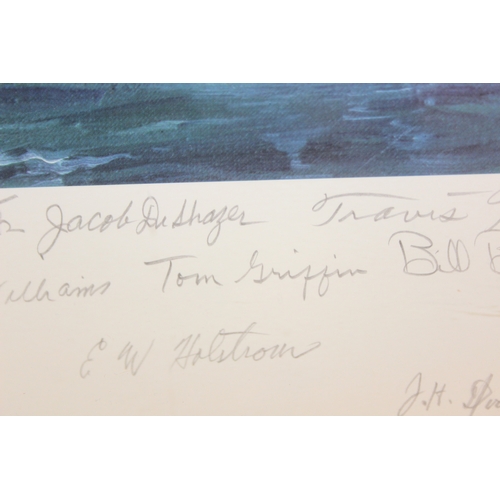 Jacob DeShazer Travis
Williams Tom Griffin Bill
E W Holstrom
J.H.